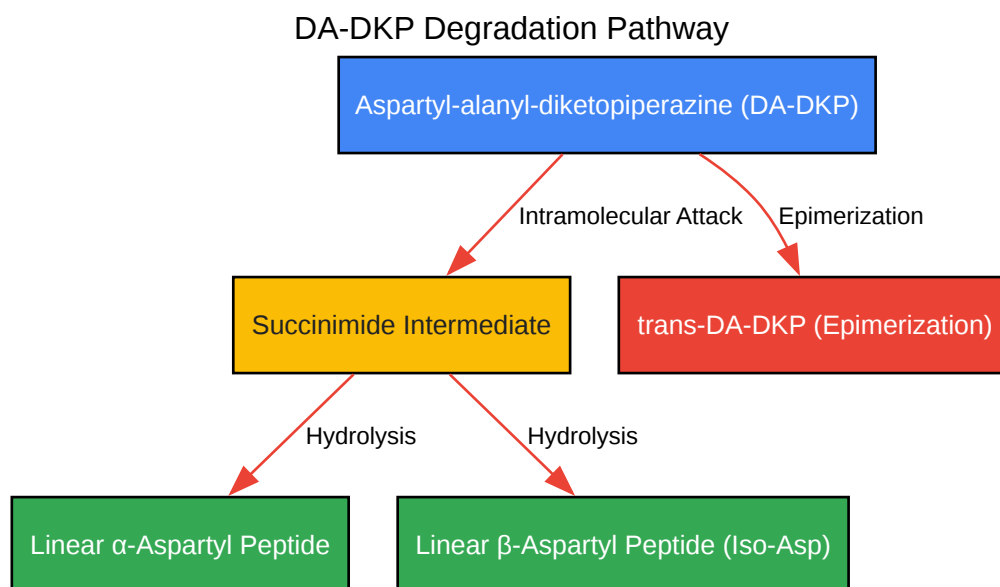 DA-DKP Degradation Pathway
Aspartyl-alanyl-diketopiperazine (DA-DKP)
Intramolecular Attack
Epimerization
Succinimide Intermediate
trans-DA-DKP (Epimerization)
Hydrolysis
Hydrolysis
Linear α-Aspartyl Peptide
Linear β-Aspartyl Peptide (Iso-Asp)